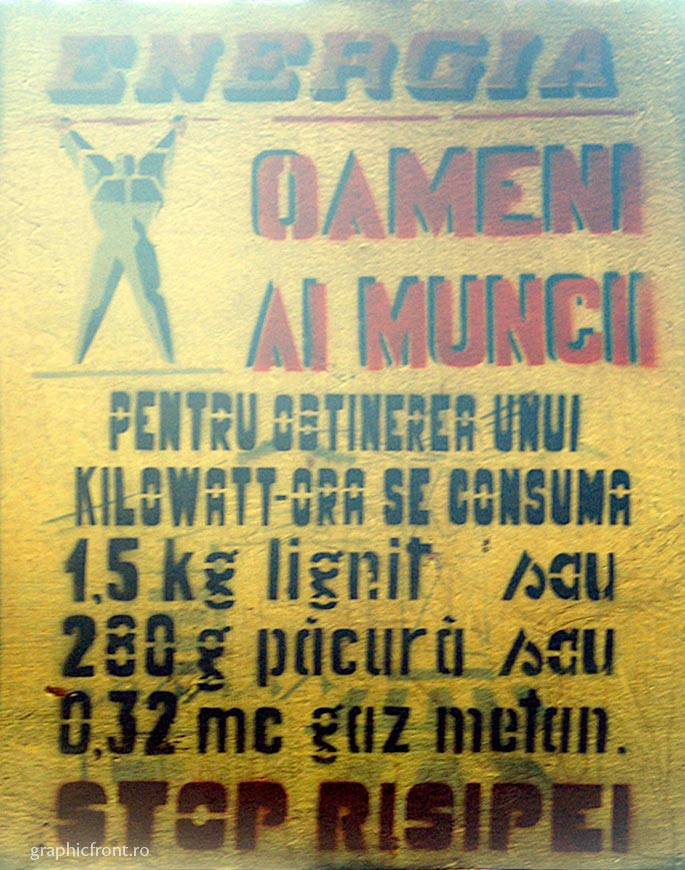 ENERGIA
OAMENI
AI MUNCII
PENTRU OBTINEREA UNUI
KILOWATT-ORA SE CONSUMA
1,5 kg lignit sau
280 g păcură sau
0,32 mc gaz metan.
STOP RISIPEI
graphicfront.ro